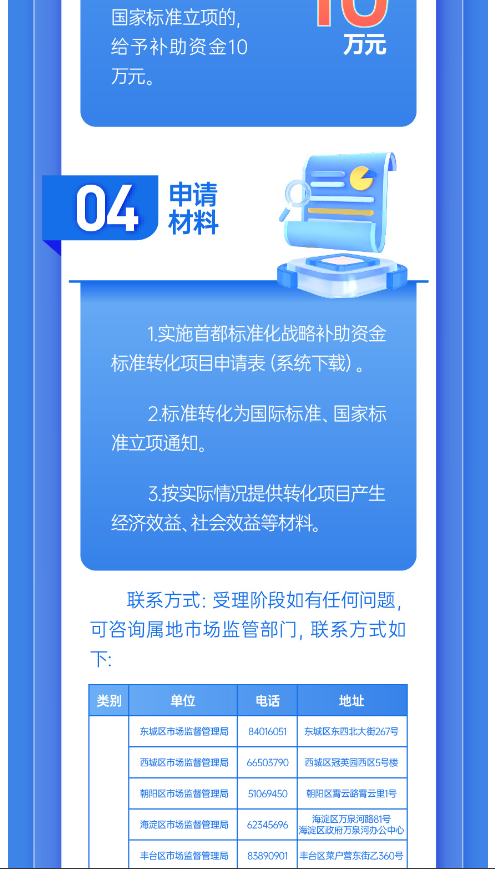 国家标准立项的,
给予补助资金10
万元。
10
万元
04
申请
材料
1.实施首都标准化战略补助资金
标准转化项目申请表（系统下载）。
2.标准转化为国际标准、国家标
准立项通知。
3.按实际情况提供转化项目产生
经济效益、社会效益等材料。
联系方式：受理阶段如有任何问题,
可咨询属地市场监管部门, 联系方式如
下:
类别 单位 电话 地址
东城区市场监督管理局 84016051 东城区东四北大街267号
西城区市场监督管理局 66503790 西城区冠英园西区5号楼
朝阳区市场监督管理局 51069450 朝阳区霄云路霄云里1号
海淀区市场监督管理局 62345696 海淀区万泉河路81号
海淀区政府万泉河办公中心
丰台区市场监督管理局 83890901 丰台区菜户营东街乙360号